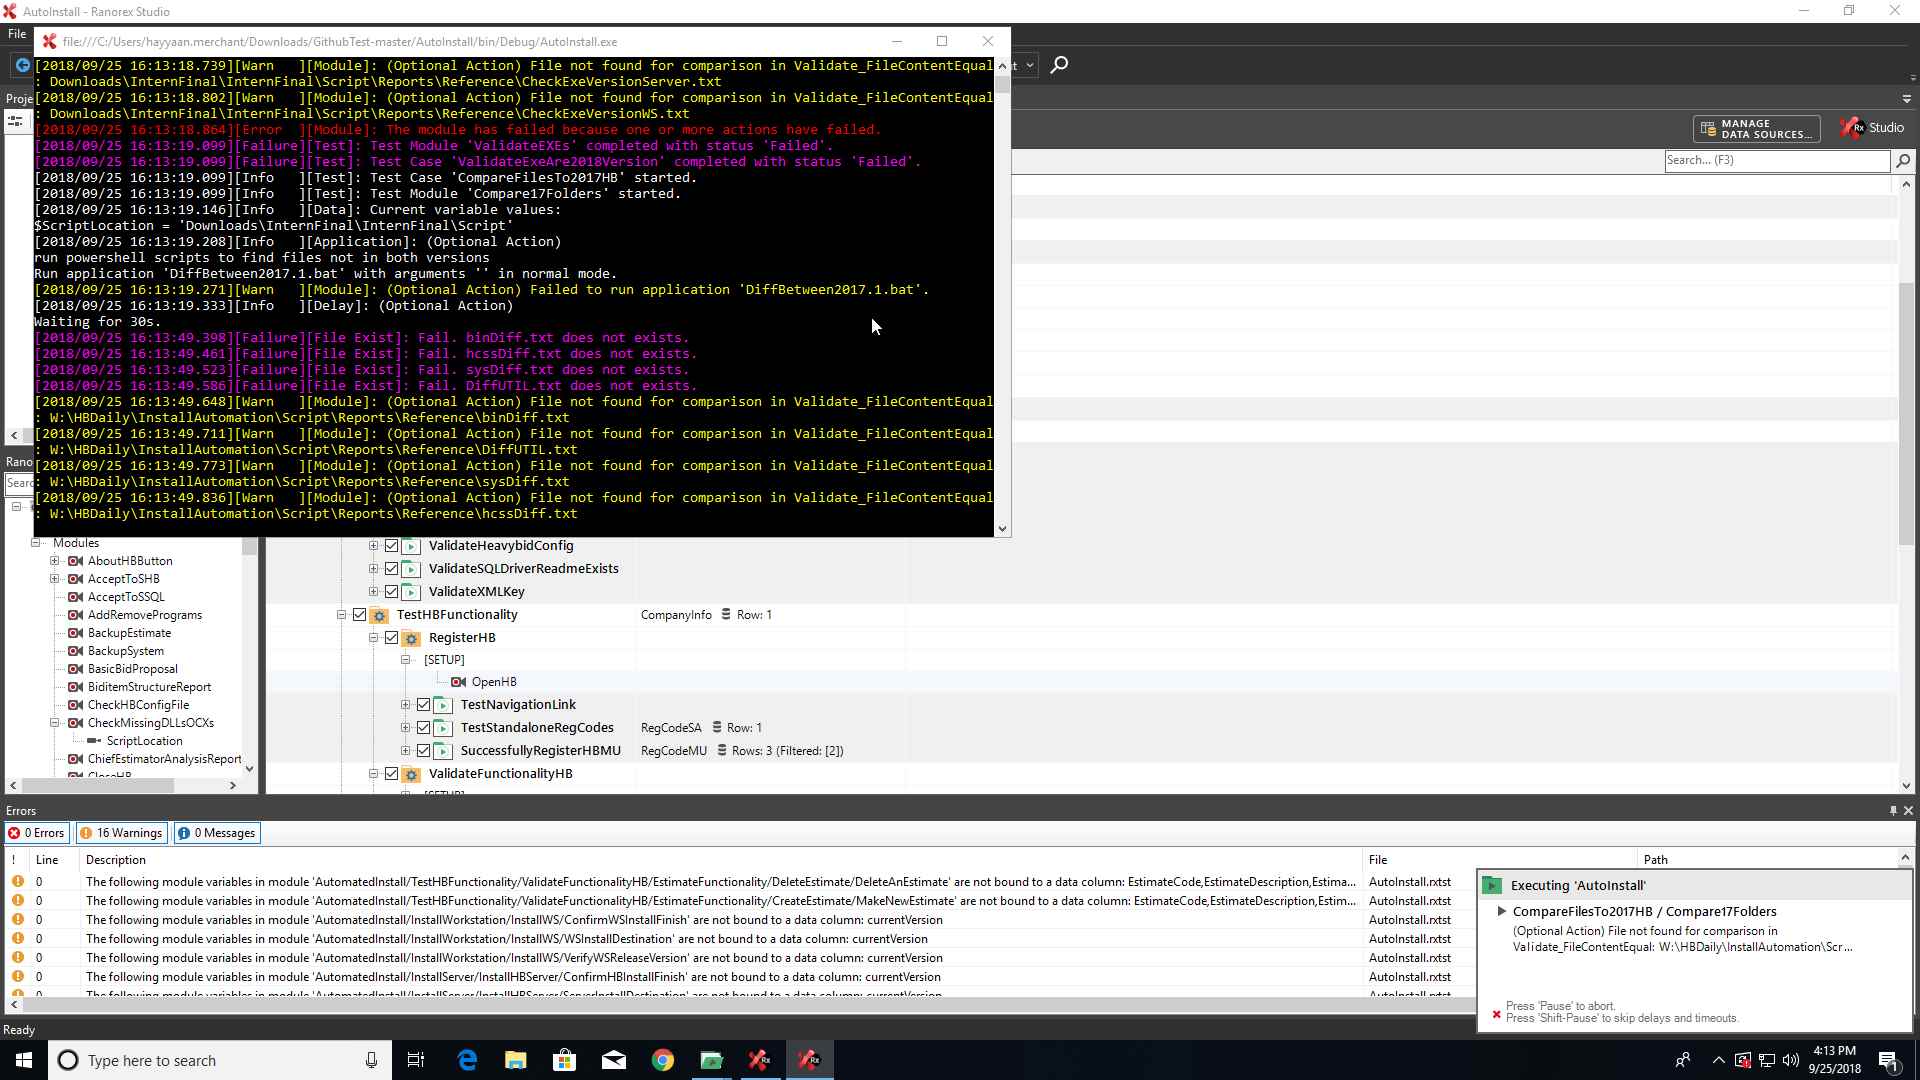 AutoInstall - Ranorex Studio
File
file:///C:/Users/hayyaan.merchant/Downloads/GithubTest-master/AutoInstall/bin/Debug/AutoInstall.exe
[2018/09/25 16:13:18.739][Warn   ][Module]: (Optional Action) File not found for comparison in Validate_FileContentEqual
: Downloads\InternFinal\InternFinal\Script\Reports\Reference\CheckExeVersionServer.txt
[2018/09/25 16:13:18.802][Warn   ][Module]: (Optional Action) File not found for comparison in Validate_FileContentEqual
: Downloads\InternFinal\InternFinal\Script\Reports\Reference\CheckExeVersionWS.txt
[2018/09/25 16:13:18.864][Error  ][Module]: The module has failed because one or more actions have failed.
[2018/09/25 16:13:19.099][Failure][Test]: Test Module 'ValidateEXEs' completed with status 'Failed'.
[2018/09/25 16:13:19.099][Failure][Test]: Test Case 'ValidateExeAre2018Version' completed with status 'Failed'.
[2018/09/25 16:13:19.099][Info   ][Test]: Test Case 'CompareFilesTo2017HB' started.
[2018/09/25 16:13:19.099][Info   ][Test]: Test Module 'Compare17Folders' started.
[2018/09/25 16:13:19.146][Info   ][Data]: Current variable values:
$ScriptLocation = 'Downloads\InternFinal\InternFinal\Script'
[2018/09/25 16:13:19.208][Info   ][Application]: (Optional Action)
run powershell scripts to find files not in both versions
Run application 'DiffBetween2017.1.bat' with arguments '' in normal mode.
[2018/09/25 16:13:19.271][Warn   ][Module]: (Optional Action) Failed to run application 'DiffBetween2017.1.bat'.
[2018/09/25 16:13:19.333][Info   ][Delay]: (Optional Action)
Waiting for 30s.
[2018/09/25 16:13:49.398][Failure][File Exist]: Fail. binDiff.txt does not exists.
[2018/09/25 16:13:49.461][Failure][File Exist]: Fail. hcssDiff.txt does not exists.
[2018/09/25 16:13:49.523][Failure][File Exist]: Fail. sysDiff.txt does not exists.
[2018/09/25 16:13:49.586][Failure][File Exist]: Fail. DiffUTIL.txt does not exists.
[2018/09/25 16:13:49.648][Warn   ][Module]: (Optional Action) File not found for comparison in Validate_FileContentEqual
: W:\HBDaily\InstallAutomation\Script\Reports\Reference\binDiff.txt
[2018/09/25 16:13:49.711][Warn   ][Module]: (Optional Action) File not found for comparison in Validate_FileContentEqual
: W:\HBDaily\InstallAutomation\Script\Reports\Reference\DiffUTIL.txt
[2018/09/25 16:13:49.773][Warn   ][Module]: (Optional Action) File not found for comparison in Validate_FileContentEqual
: W:\HBDaily\InstallAutomation\Script\Reports\Reference\sysDiff.txt
[2018/09/25 16:13:49.836][Warn   ][Module]: (Optional Action) File not found for comparison in Validate_FileContentEqual
: W:\HBDaily\InstallAutomation\Script\Reports\Reference\hcssDiff.txt
Proje
t
MANAGE
DATA SOURCES...
Rx Studio
Search... (F3)
Rano
Sear
Modules
AboutHBButton
AcceptToSHB
AcceptToSSQL
AddRemovePrograms
BackupEstimate
BackupSystem
BasicBidProposal
BiditemStructureReport
CheckHBConfigFile
CheckMissingDLLsOCXs
ScriptLocation
ChiefEstimatorAnalysisReport
CloseHB
ValidateHeavybidConfig
ValidateSQLDriverReadmeExists
ValidateXMLKey
TestHBFunctionality CompanyInfo Row: 1
RegisterHB
[SETUP]
OpenHB
TestNavigationLink
TestStandaloneRegCodes RegCodeSA Row: 1
SuccessfullyRegisterHBMU RegCodeMU Rows: 3 (Filtered: [2])
ValidateFunctionalityHB
[SETUP]
Errors
0 Errors 16 Warnings 0 Messages
! Line Description File Path
0 The following module variables in module 'AutomatedInstall/TestHBFunctionality/ValidateFunctionalityHB/EstimateFunctionality/DeleteEstimate/DeleteAnEstimate' are not bound to a data column: EstimateCode,EstimateDescription,Estima... AutoInstall.rxtst
0 The following module variables in module 'AutomatedInstall/TestHBFunctionality/ValidateFunctionalityHB/EstimateFunctionality/CreateEstimate/MakeNewEstimate' are not bound to a data column: EstimateCode,EstimateDescription,Estim... AutoInstall.rxtst
0 The following module variables in module 'AutomatedInstall/InstallWorkstation/InstallWS/ConfirmWSInstallFinish' are not bound to a data column: currentVersion AutoInstall.rxtst
0 The following module variables in module 'AutomatedInstall/InstallWorkstation/InstallWS/WSInstallDestination' are not bound to a data column: currentVersion AutoInstall.rxtst
0 The following module variables in module 'AutomatedInstall/InstallWorkstation/InstallWS/VerifyWSReleaseVersion' are not bound to a data column: currentVersion AutoInstall.rxtst
0 The following module variables in module 'AutomatedInstall/InstallServer/InstallHBServer/ConfirmHBInstallFinish' are not bound to a data column: currentVersion AutoInstall.rxtst
0 The following module variables in module 'AutomatedInstall/InstallServer/InstallHBServer/ServerInstallDestination' are not bound to a data column: currentVersion AutoInstall.rxtst
Executing 'AutoInstall'
CompareFilesTo2017HB / Compare17Folders
(Optional Action) File not found for comparison in
Validate_FileContentEqual: W:\HBDaily\InstallAutomation\Scr...
Press 'Pause' to abort.
Press 'Shift-Pause' to skip delays and timeouts.
Ready
Type here to search
4:13 PM
9/25/2018
1